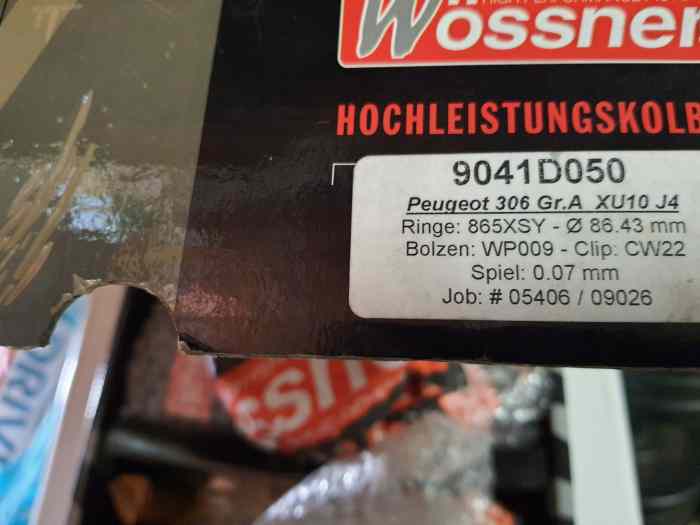 Wossner
HOCHLEISTUNGSKOLB
9041D050
Peugeot 306 Gr.A XU10 J4
Ringe: 865XSY - Ø 86.43 mm
Bolzen: WP009 - Clip: CW22
Spiel: 0.07 mm
Job: # 05406 / 09026